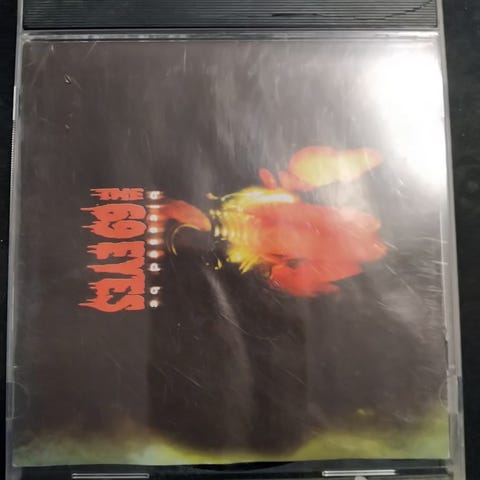 blessed be
THE 69 EYES